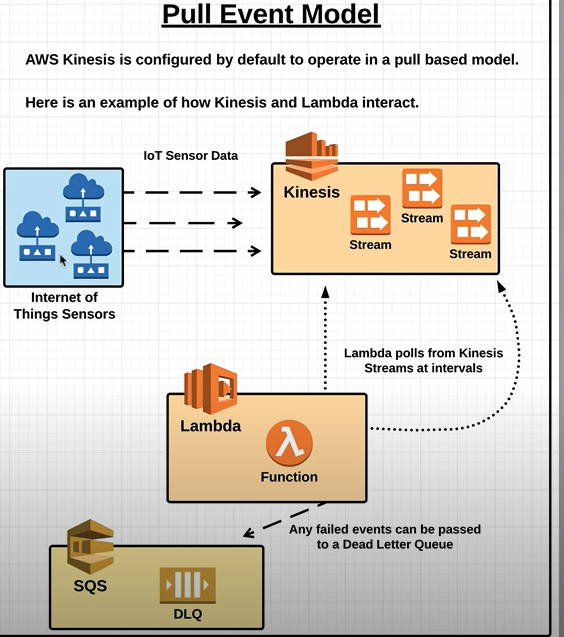 Pull Event Model
AWS Kinesis is configured by default to operate in a pull based model.
Here is an example of how Kinesis and Lambda interact.
IoT Sensor Data
Kinesis
Stream
Stream
Stream
Internet of
Things Sensors
Lambda polls from Kinesis
Streams at intervals
Lambda
Function
Any failed events can be passed
to a Dead Letter Queue
SQS
DLQ